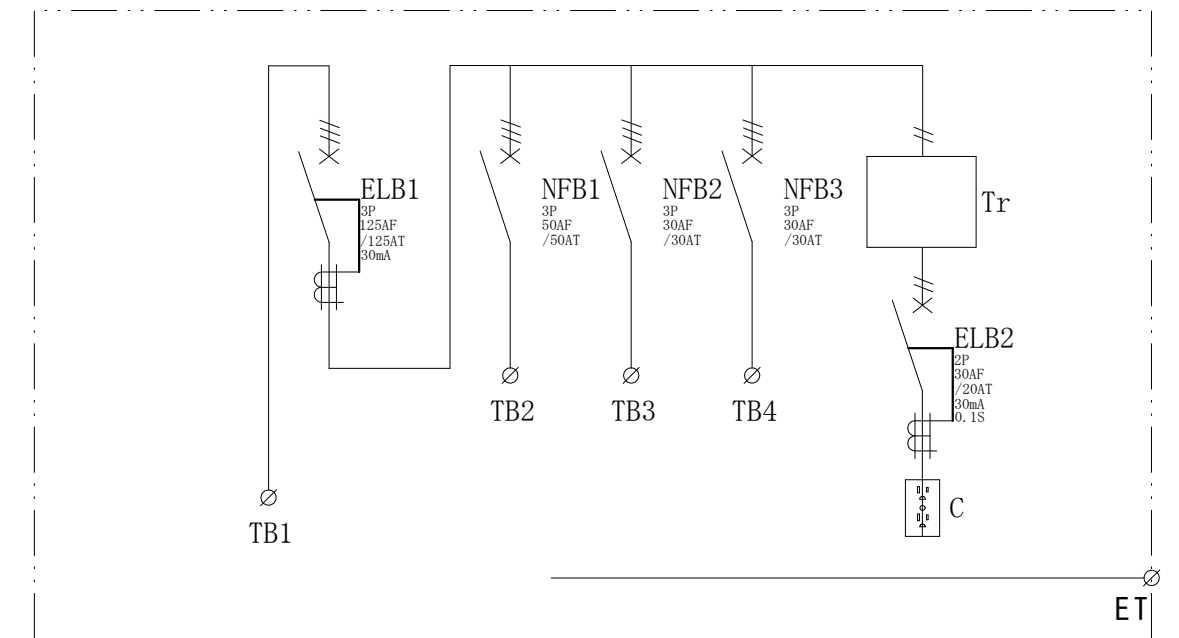 ELB1
3P
125AF
/125AT
30mA
NFB1
3P
50AF
/50AT
NFB2
3P
30AF
/30AT
NFB3
3P
30AF
/30AT
Tr
ELB2
2P
30AF
/20AT
30mA
0.1S
TB2
TB3
TB4
C
TB1
ET